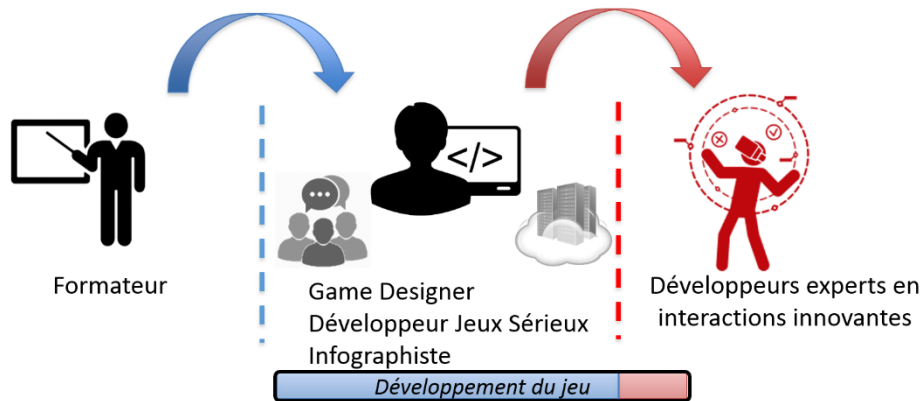 </>
Formateur
Game Designer
Développeur Jeux Sérieux
Infographiste
Développeurs experts en
interactions innovantes
Développement du jeu